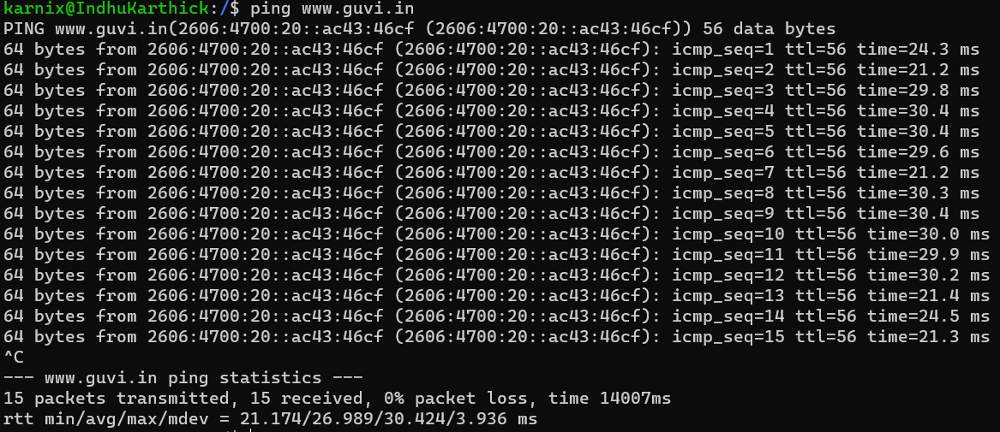 karnix@IndhuKarthick:/$ ping www.guvi.in
PING www.guvi.in(2606:4700:20::ac43:46cf (2606:4700:20::ac43:46cf)) 56 data bytes
64 bytes from 2606:4700:20::ac43:46cf (2606:4700:20::ac43:46cf): icmp_seq=1 ttl=56 time=24.3 ms
64 bytes from 2606:4700:20::ac43:46cf (2606:4700:20::ac43:46cf): icmp_seq=2 ttl=56 time=21.2 ms
64 bytes from 2606:4700:20::ac43:46cf (2606:4700:20::ac43:46cf): icmp_seq=3 ttl=56 time=29.8 ms
64 bytes from 2606:4700:20::ac43:46cf (2606:4700:20::ac43:46cf): icmp_seq=4 ttl=56 time=30.4 ms
64 bytes from 2606:4700:20::ac43:46cf (2606:4700:20::ac43:46cf): icmp_seq=5 ttl=56 time=30.4 ms
64 bytes from 2606:4700:20::ac43:46cf (2606:4700:20::ac43:46cf): icmp_seq=6 ttl=56 time=29.6 ms
64 bytes from 2606:4700:20::ac43:46cf (2606:4700:20::ac43:46cf): icmp_seq=7 ttl=56 time=21.2 ms
64 bytes from 2606:4700:20::ac43:46cf (2606:4700:20::ac43:46cf): icmp_seq=8 ttl=56 time=30.3 ms
64 bytes from 2606:4700:20::ac43:46cf (2606:4700:20::ac43:46cf): icmp_seq=9 ttl=56 time=30.4 ms
64 bytes from 2606:4700:20::ac43:46cf (2606:4700:20::ac43:46cf): icmp_seq=10 ttl=56 time=30.0 ms
64 bytes from 2606:4700:20::ac43:46cf (2606:4700:20::ac43:46cf): icmp_seq=11 ttl=56 time=29.9 ms
64 bytes from 2606:4700:20::ac43:46cf (2606:4700:20::ac43:46cf): icmp_seq=12 ttl=56 time=30.2 ms
64 bytes from 2606:4700:20::ac43:46cf (2606:4700:20::ac43:46cf): icmp_seq=13 ttl=56 time=21.4 ms
64 bytes from 2606:4700:20::ac43:46cf (2606:4700:20::ac43:46cf): icmp_seq=14 ttl=56 time=24.5 ms
64 bytes from 2606:4700:20::ac43:46cf (2606:4700:20::ac43:46cf): icmp_seq=15 ttl=56 time=21.3 ms
^C
--- www.guvi.in ping statistics ---
15 packets transmitted, 15 received, 0% packet loss, time 14007ms
rtt min/avg/max/mdev = 21.174/26.989/30.424/3.936 ms